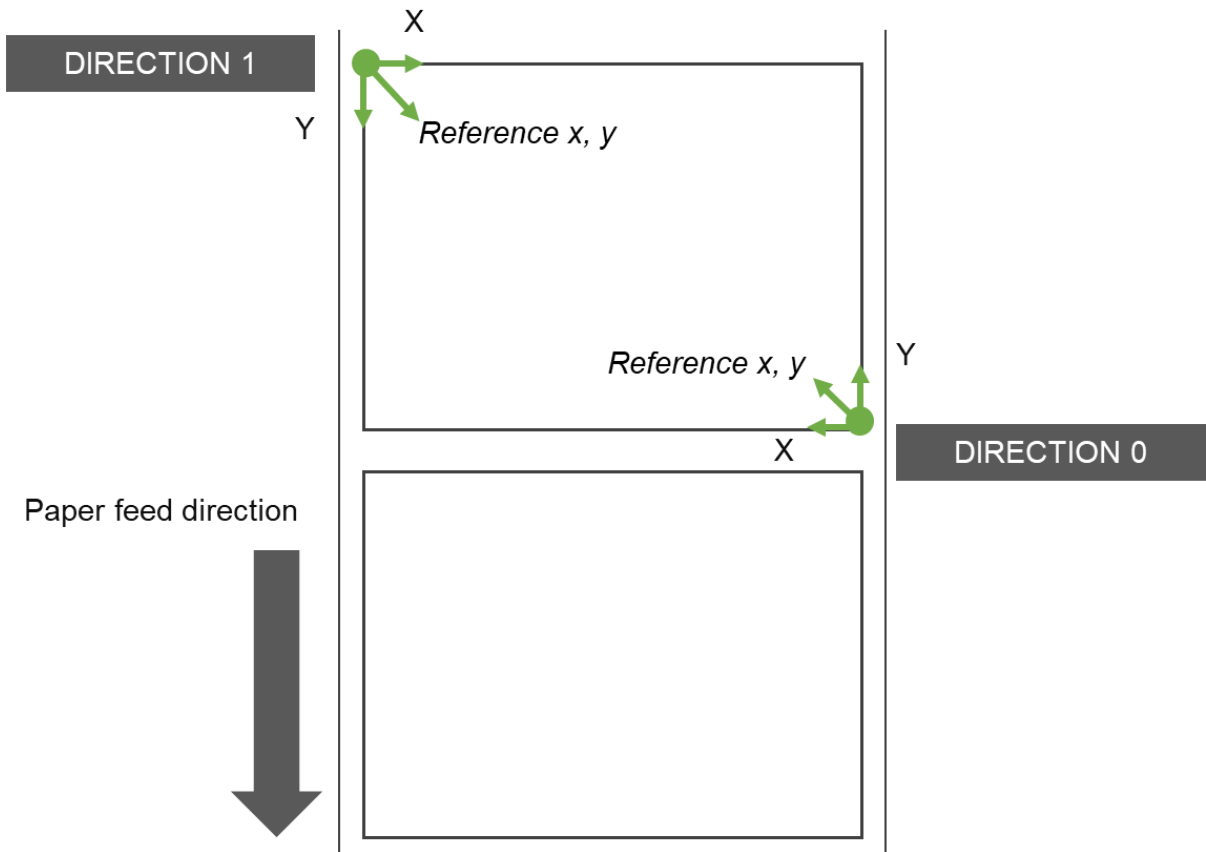 X
DIRECTION 1
Y
Reference x, y
Reference x, y
Y
X
DIRECTION 0
Paper feed direction